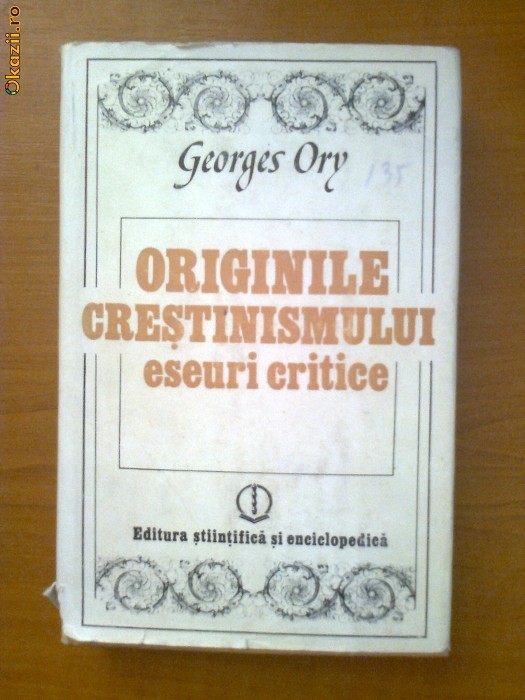 Okazii.ro
Georges Ory
135
ORIGINILE
CREȘTINISMULUI
eseuri critice
Editura științifică și enciclopedică